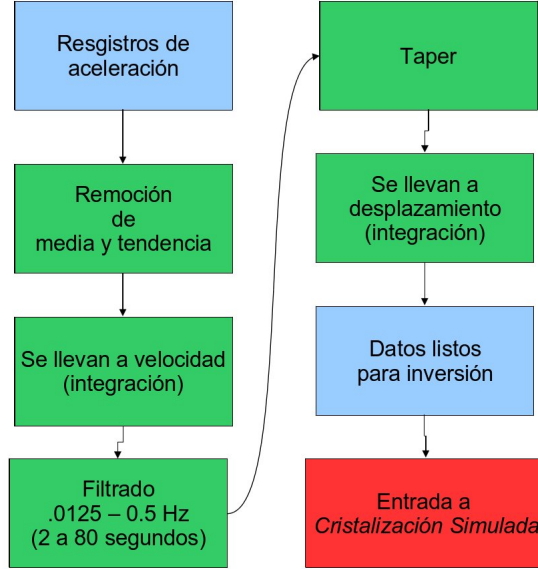 Resgistros de
aceleración
Remoción
de
media y tendencia
Se llevan a velocidad
(integración)
Filtrado
.0125 – 0.5 Hz
(2 a 80 segundos)
Taper
Se llevan a
desplazamiento
(integración)
Datos listos
para inversión
Entrada a
Cristalización Simulada